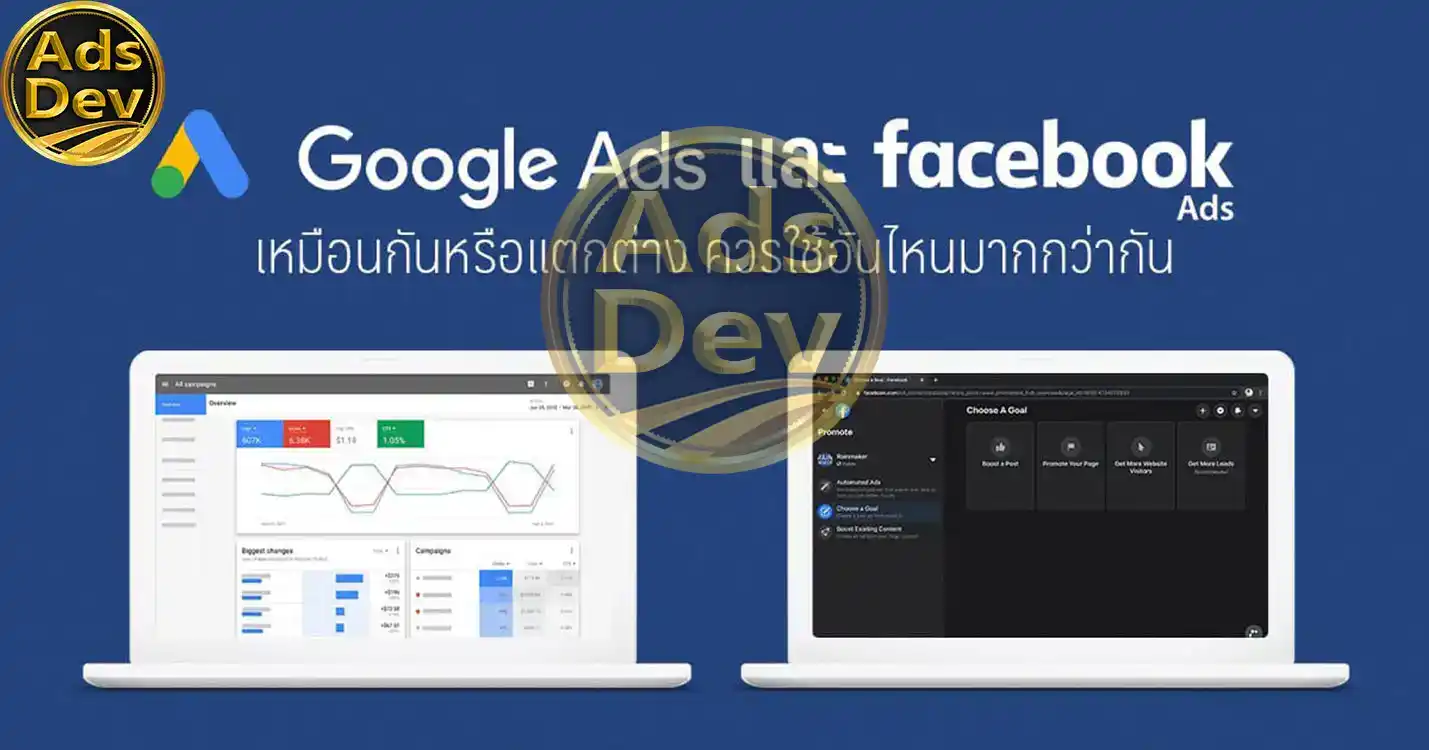 Ads
Dev
Google Ads และ facebook
Ads
เหมือนกันหรือแตกต่าง ควรใช้อันไหนมากกว่ากัน
Ads
Dev
All campaigns
Overview
607K
6.38K
$1.18
1.05%
Biggest changes
Campaigns
Choose A Goal
Promote
Rainmaker
Automated Ads
Choose a Goal
Boost Existing Content
Boost a Post
Promote Your Page
Get More Website
Visitors
Get More Leads